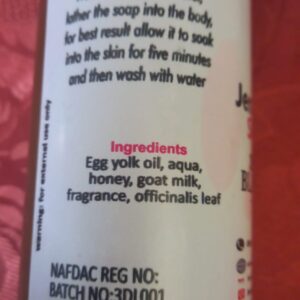 lather the soap into the body,
for best result allow it to soak
into the skin for five minutes
and then wash with water
Ingredients
Egg yolk oil, aqua,
honey, goat milk,
fragrance, officinalis leaf
NAFDAC REG NO:
BATCH NO:3DL001
warning: for external use only
Je